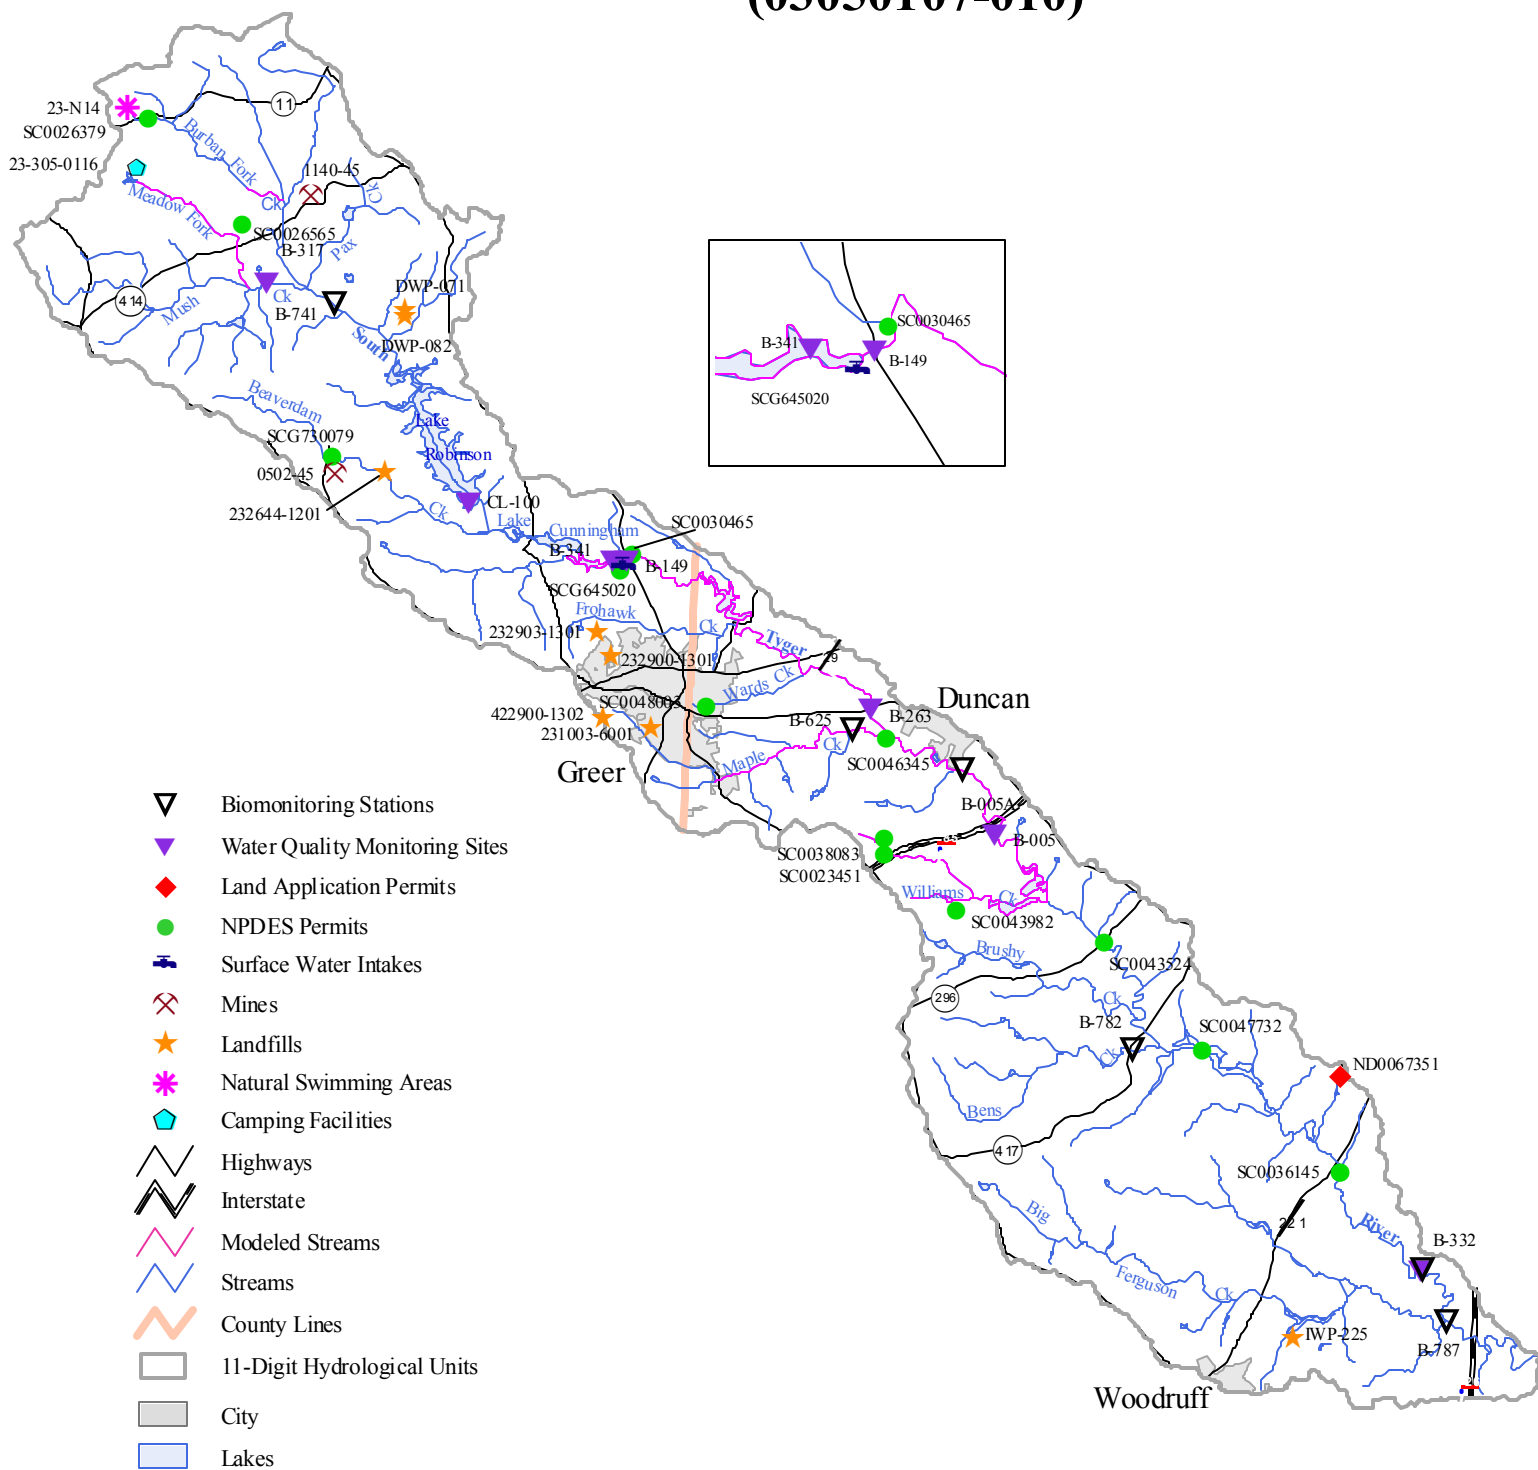 (03050107-010)
11
23-N14
SC0026379
Burban Fork
Ck
23-305-0116
1140-45
Ck
Meadow Fork
SC0026565
B-317
Pax
DWP-071
414
Mush
Ck
B-741
South
DWP-082
SC0030465
B-341
B-149
SCG645020
Beaverdam
Lake
Robinson
SCG730079
0502-45
232644-1201
Ck
CL-100
Lake
Cunningham
SC0030465
B-341
B-149
SCG645020
Frohawk
Ck
232903-1301
Tyger
232900-1301
29
Wards Ck
SC0048003
422900-1302
231003-6001
B-625
B-263
Duncan
Ck
SC0046345
Maple
Greer
B-005A
B-005
SC0038083
SC0023451
Williams
Ck
SC0043982
Brushy
SC0043524
296
Ck
B-782
SC0047732
Ck
ND0067351
Bens
417
SC0036145
Big
221
River
B-332
Ferguson
Ck
IWP-225
B-787
Woodruff
Biomonitoring Stations
Water Quality Monitoring Sites
Land Application Permits
NPDES Permits
Surface Water Intakes
Mines
Landfills
Natural Swimming Areas
Camping Facilities
Highways
Interstate
Modeled Streams
Streams
County Lines
11-Digit Hydrological Units
City
Lakes